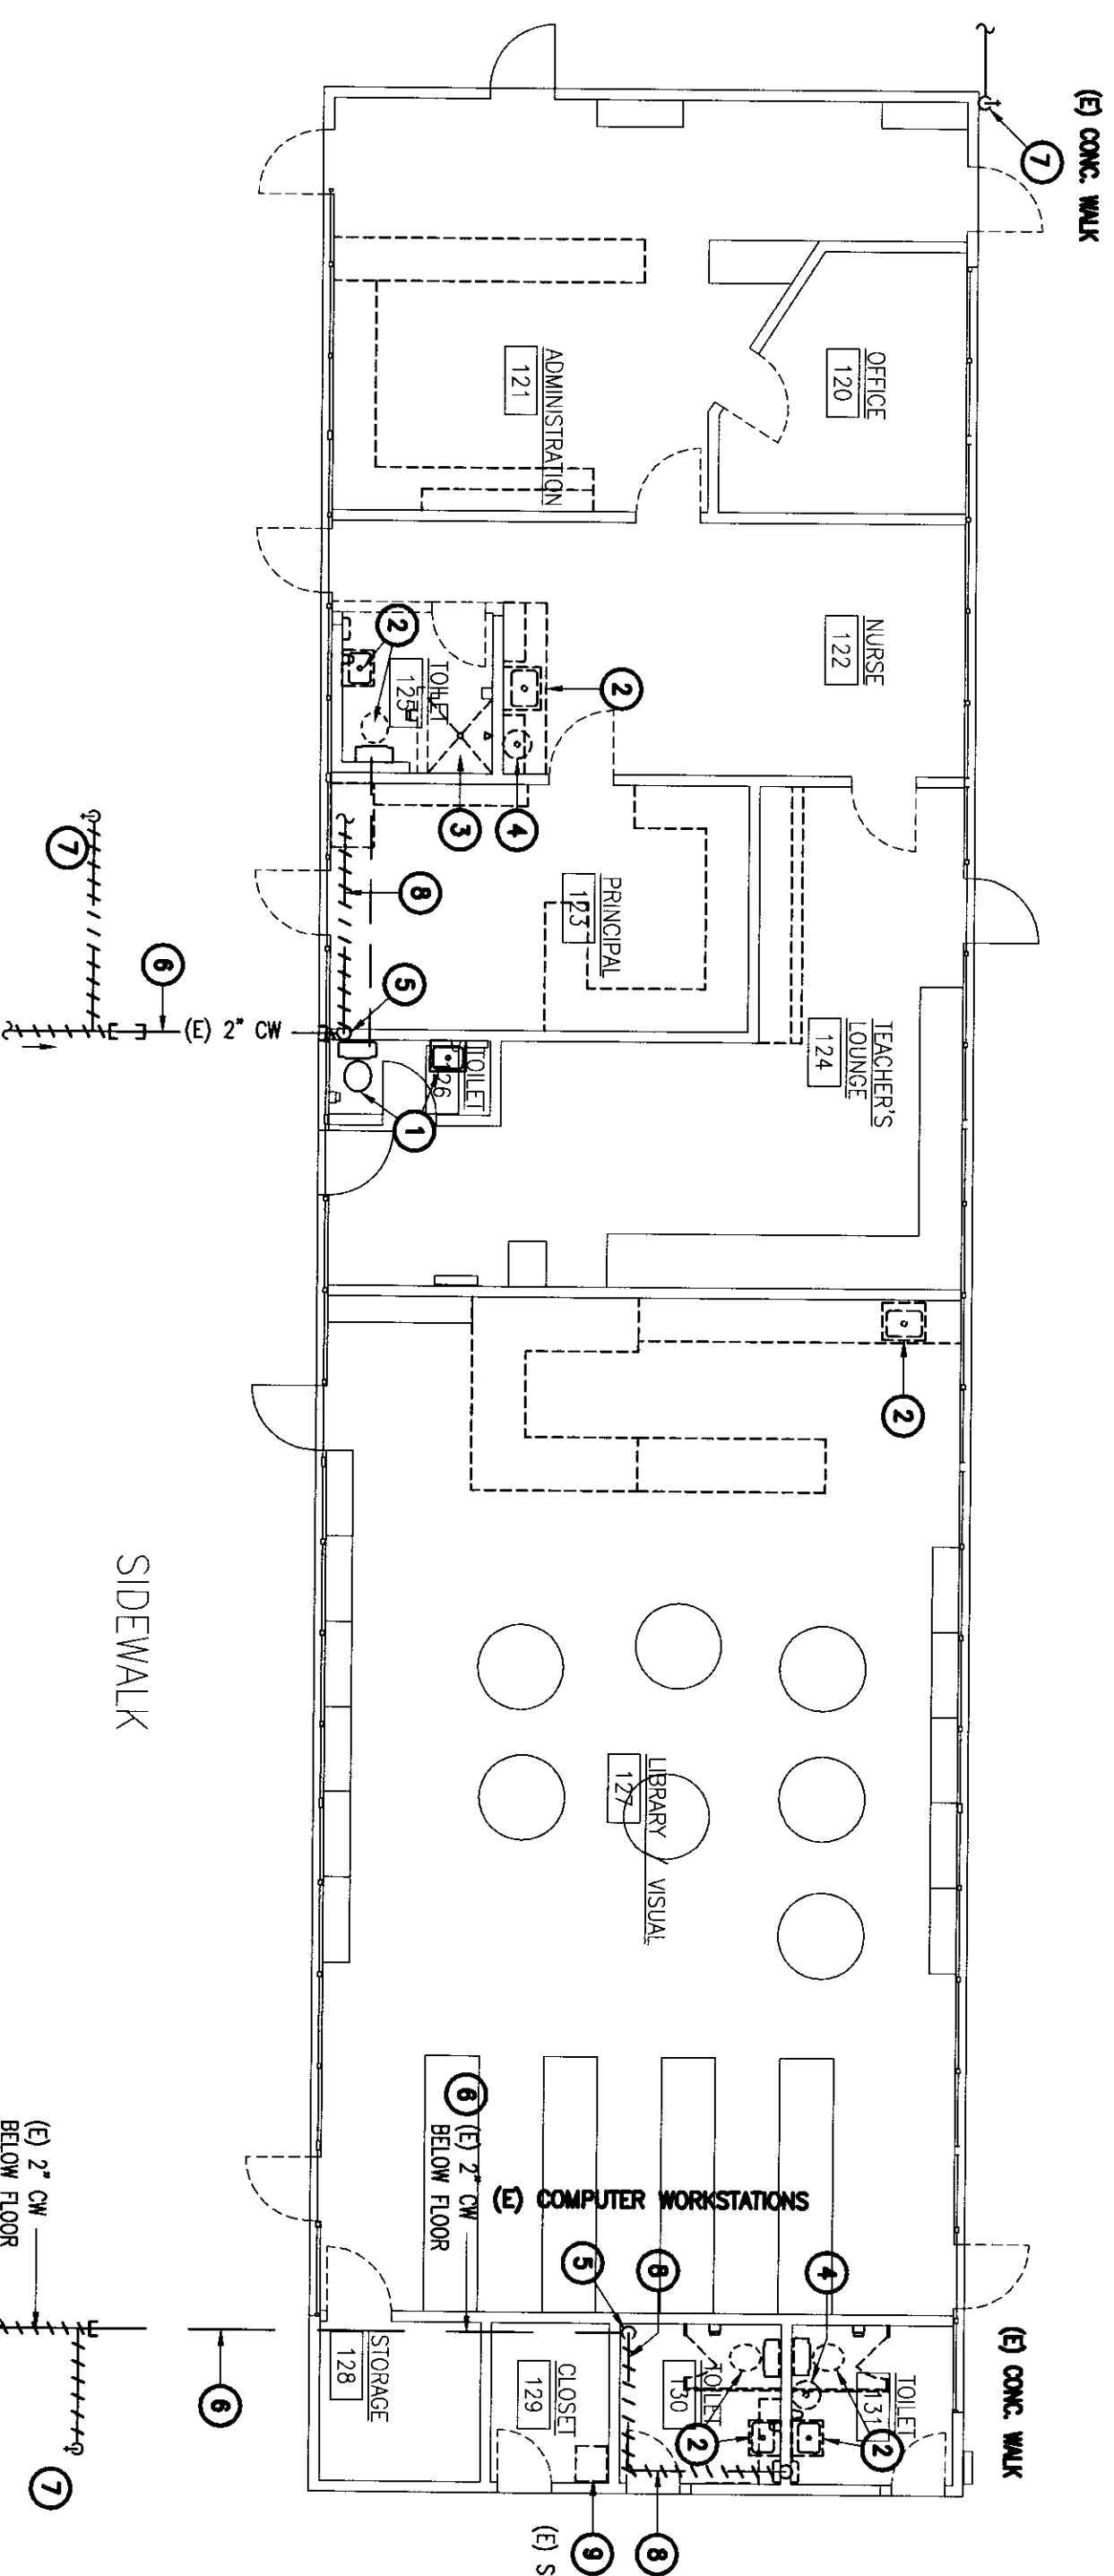 (E) CONC. WALK
7
OFFICE
120
ADMINISTRATION
121
NURSE
122
2
TOILET
125
2
3
4
PRINCIPAL
123
8
5
7
6
(E) 2" CW
TEACHER'S
LOUNGE
124
TOILET
126
1
2
SIDEWALK
LIBRARY / VISUAL
127
6
(E) 2" CW
BELOW FLOOR
(E) COMPUTER WORKSTATIONS
5
8
4
(E) CONC. WALK
STORAGE
128
CLOSET
129
TOILET
130
TOILET
131
2
2
6
(E) 2" CW
BELOW FLOOR
7
8
9
(E) S